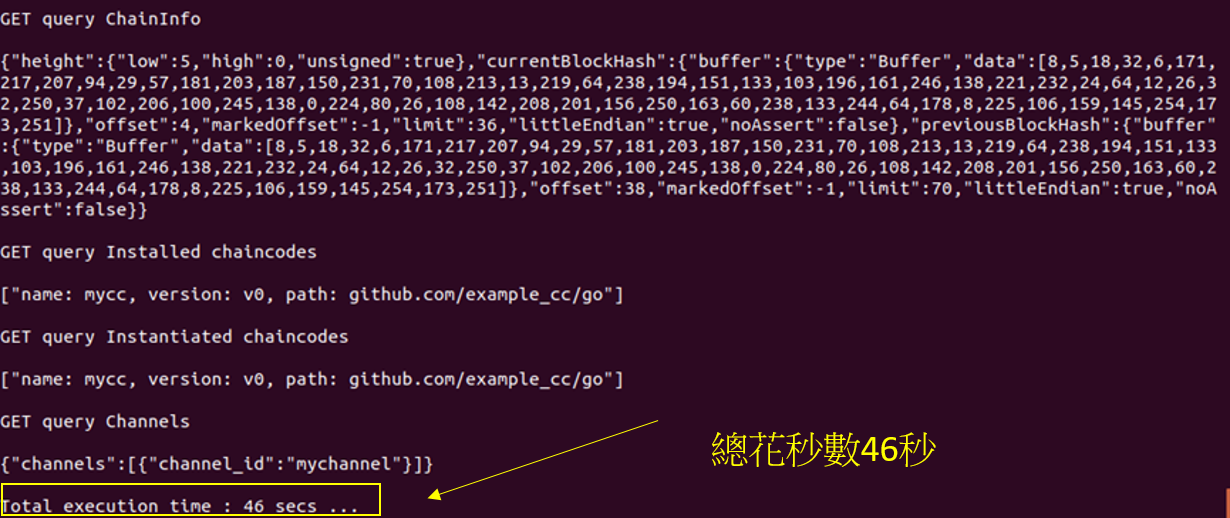 GET query ChainInfo
{"height":{"low":5,"high":0,"unsigned":true},"currentBlockHash":{"buffer":{"type":"Buffer","data":[8,5,18,32,6,171,
217,207,94,29,57,181,203,187,150,231,70,108,213,13,219,64,238,194,151,133,103,196,161,246,138,221,232,24,64,12,26,3
2,250,37,102,206,100,245,138,0,224,80,26,108,142,208,201,156,250,163,60,238,133,244,64,178,8,225,106,159,145,254,17
3,251]},"offset":4,"markedOffset":-1,"limit":36,"littleEndian":true,"noAssert":false},"previousBlockHash":{"buffer"
:{"type":"Buffer","data":[8,5,18,32,6,171,217,207,94,29,57,181,203,187,150,231,70,108,213,13,219,64,238,194,151,133
,103,196,161,246,138,221,232,24,64,12,26,32,250,37,102,206,100,245,138,0,224,80,26,108,142,208,201,156,250,163,60,2
38,133,244,64,178,8,225,106,159,145,254,173,251]},"offset":38,"markedOffset":-1,"limit":70,"littleEndian":true,"noA
ssert":false}}
GET query Installed chaincodes
["name: mycc, version: v0, path: github.com/example_cc/go"]
GET query Instantiated chaincodes
["name: mycc, version: v0, path: github.com/example_cc/go"]
GET query Channels
{"channels":[{"channel_id":"mychannel"}]}
總花秒數46秒
Total execution time : 46 secs ...